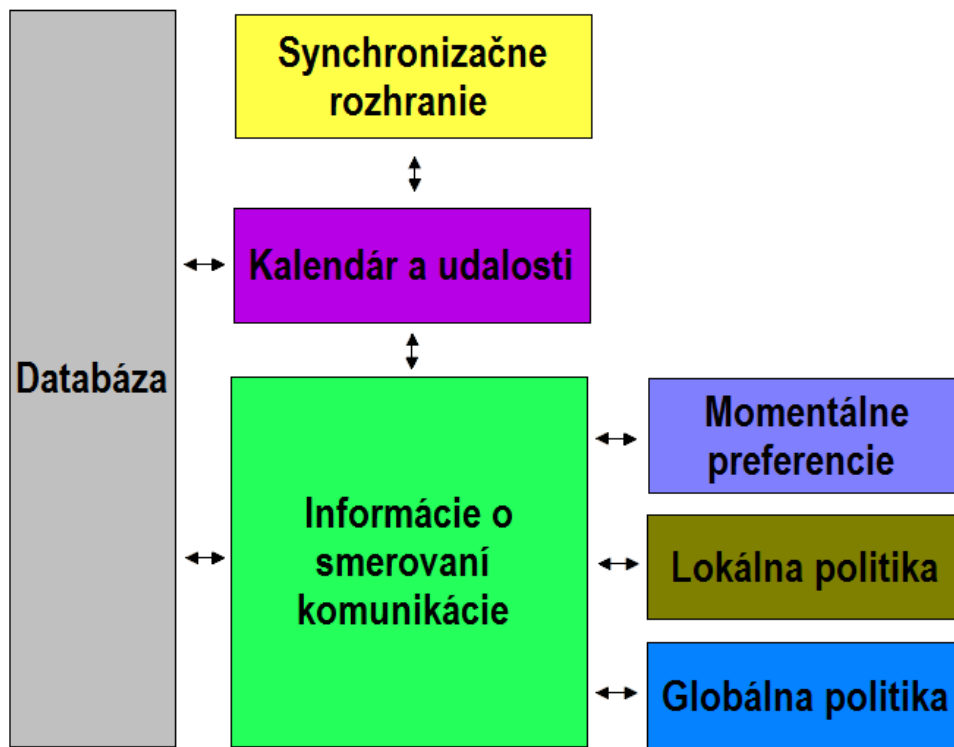 Synchronizačne
rozhranie
Kalendár a udalosti
Databáza
Informácie o
smerovaní
komunikácie
Momentálne
preferencie
Lokálna politika
Globálna politika